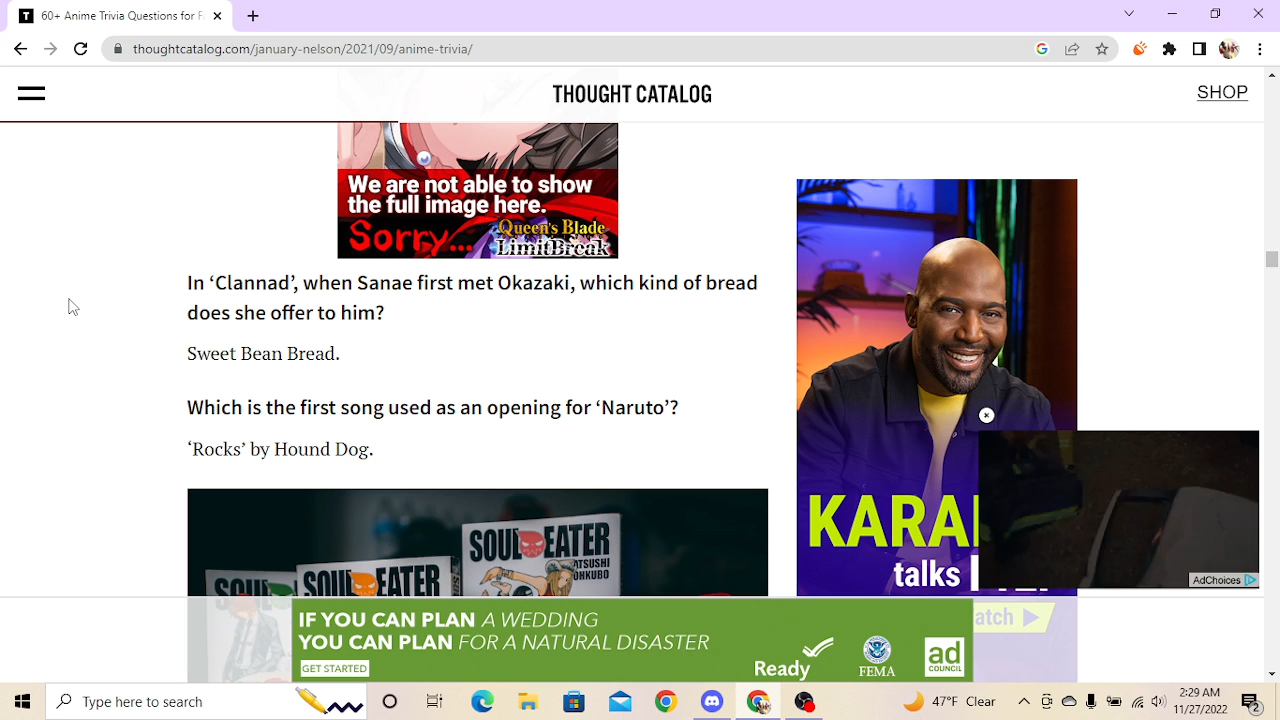 60+ Anime Trivia Questions for
thoughtcatalog.com/january-nelson/2021/09/anime-trivia/
THOUGHT CATALOG
SHOP
We are not able to show
the full image here.
Sorry...
Queen's Blade
LimitBreak
In ‘Clannad’, when Sanae first met Okazaki, which kind of bread
does she offer to him?
Sweet Bean Bread.
Which is the first song used as an opening for ‘Naruto’?
‘Rocks’ by Hound Dog.
SOUL EATER
ATSUSHI
OHKUBO
SOUL EATER
SOUL
KARA
talks
atch
AdChoices
IF YOU CAN PLAN A WEDDING
YOU CAN PLAN FOR A NATURAL DISASTER
GET STARTED
Ready
FEMA
ad
COUNCIL
Type here to search
47°F Clear
2:29 AM
11/27/2022
2